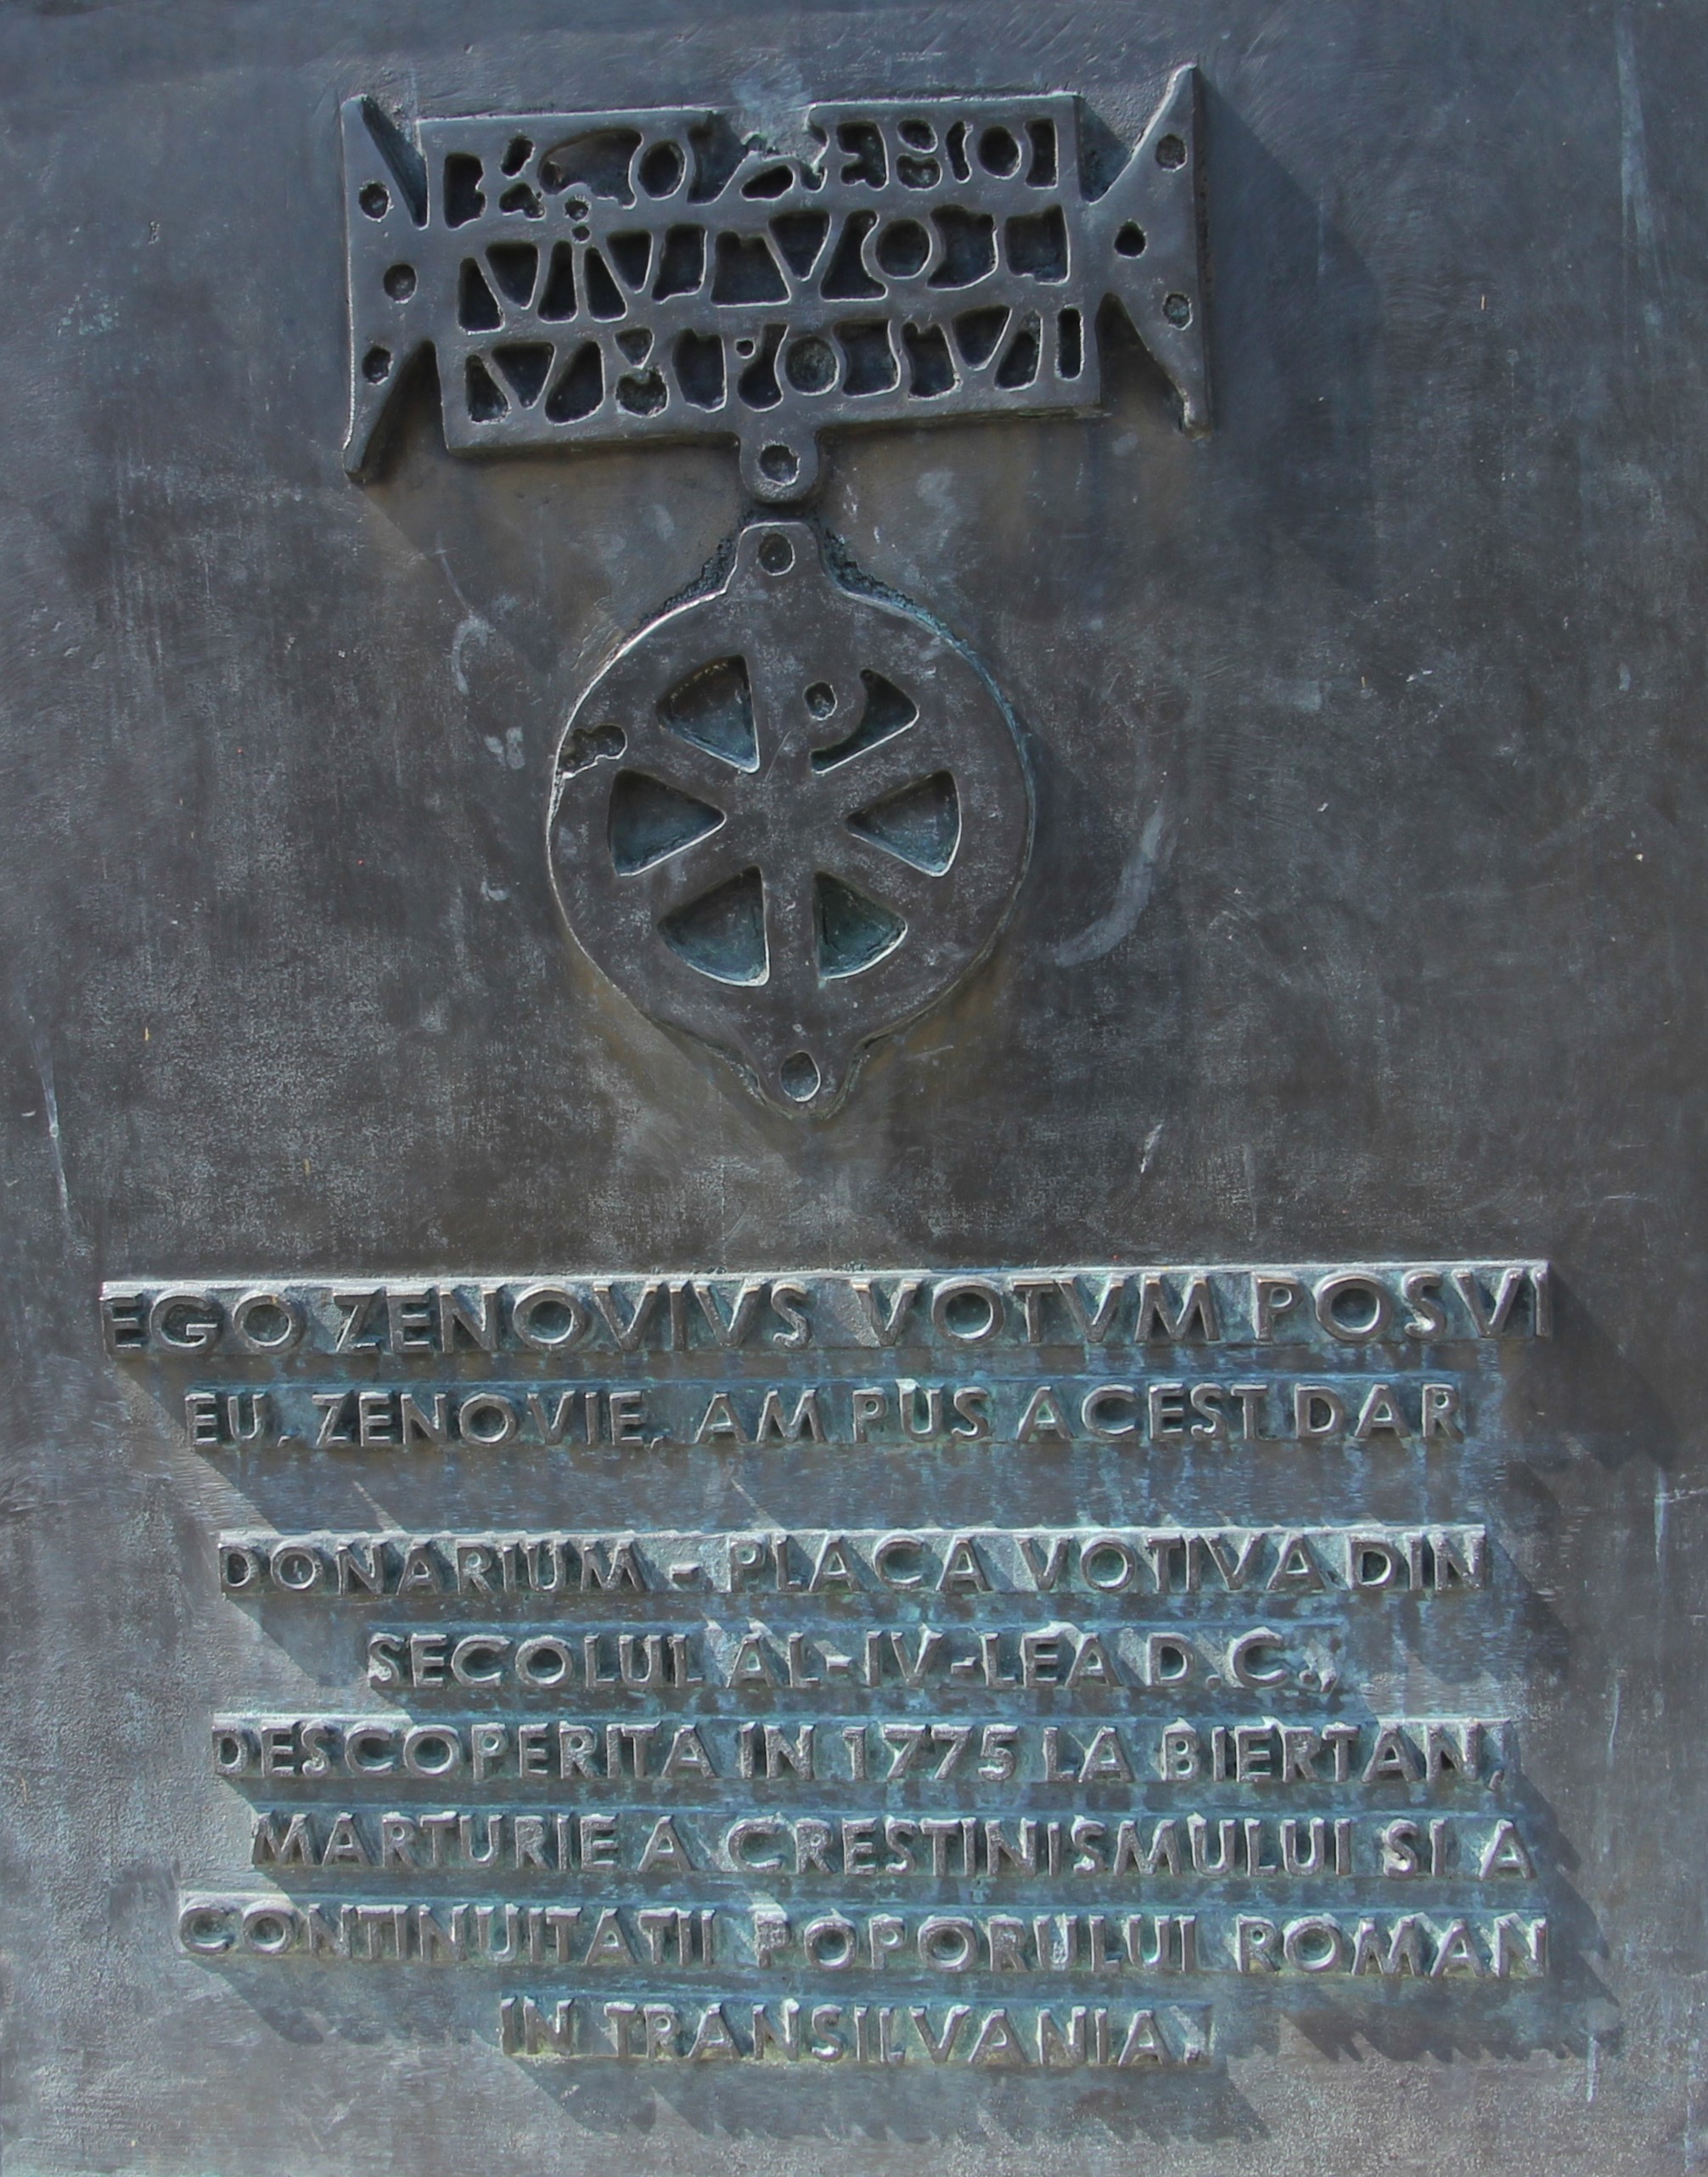 EGO ZENOVIVS VOTVM POSVI
EU, ZENOVIE, AM PUS ACEST DAR
DONARIUM - PLACA VOTIVA DIN
SECOLUL AL-IV-LEA D.C.,
DESCOPERITA IN 1775 LA BIERTAN,
MARTURIE A CRESTINISMULUI SI A
CONTINUITATII POPORULUI ROMAN
IN TRANSILVANIA.